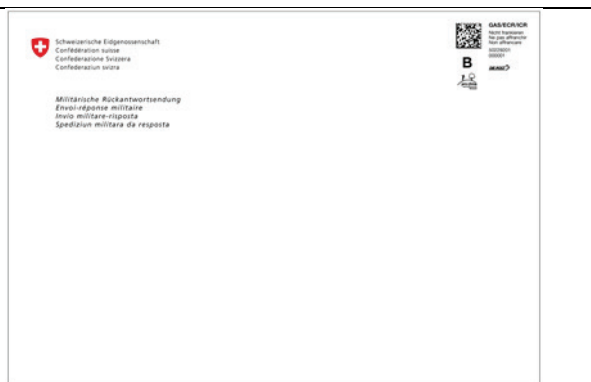 Schweizerische Eidgenossenschaft
Confédération suisse
Confederazione Svizzera
Confederaziun svizra
Militärische Rückantwortsendung
Envoi-réponse militaire
Invio militare-risposta
Spediziun militara da resposta
GAS/ECR/ICR
Nicht frankieren
Ne pas affranchir
Non affrancare
000001
B